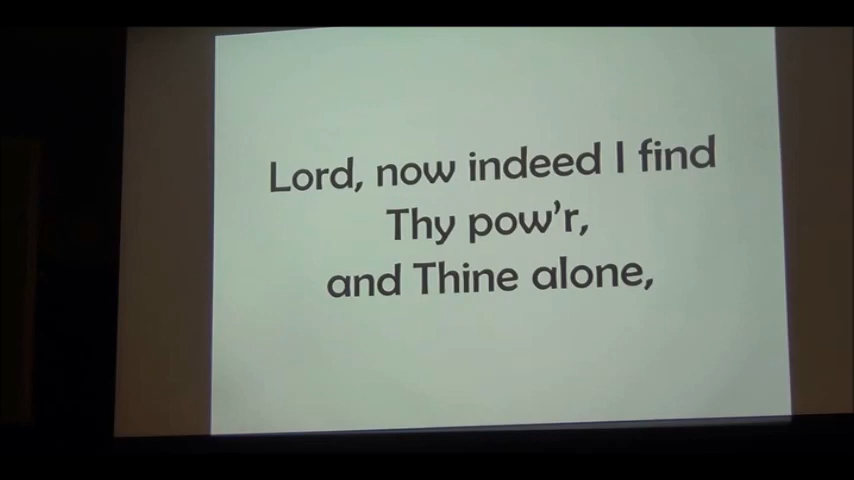 Lord, now indeed I find
Thy pow'r,
and Thine alone,